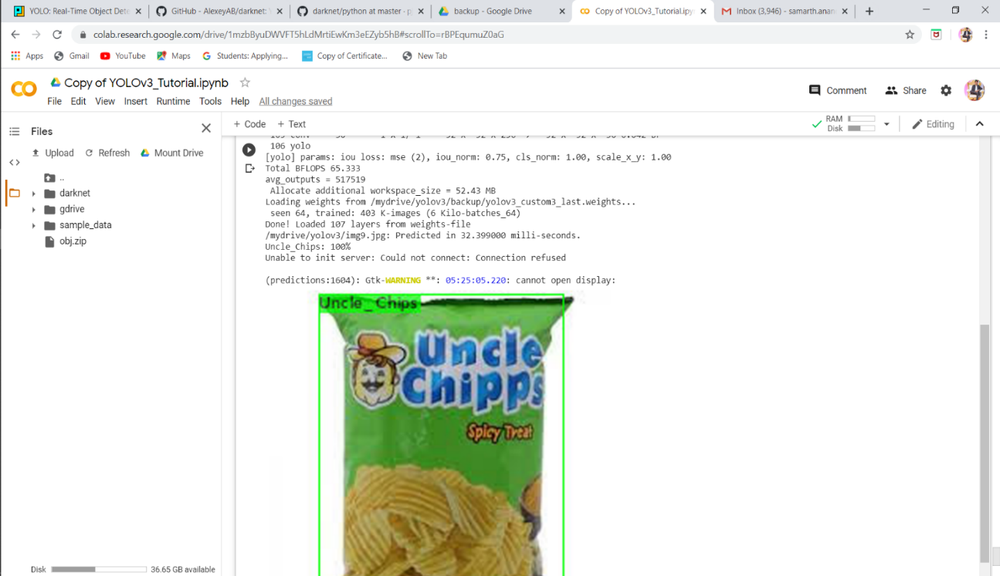 YOLO: Real-Time Object Dete
GitHub - AlexeyAB/darknet: Y
darknet/python at master · p
backup - Google Drive
Copy of YOLOv3_Tutorial.ipyn
Inbox (3,946) - samarth.anan
colab.research.google.com/drive/1mzbByuDWVFT5hLdMrtiEwKm3eEZyb5hB#scrollTo=rBPEqumuZ0aG
Apps Gmail YouTube Maps Students: Applying... Copy of Certificate... New Tab
Copy of YOLOv3_Tutorial.ipynb
Comment Share
File Edit View Insert Runtime Tools Help All changes saved
Files
+ Code + Text
RAM
Disk
Editing
Upload Refresh Mount Drive
..
darknet
gdrive
sample_data
obj.zip
106 yolo
[yolo] params: iou loss: mse (2), iou_norm: 0.75, cls_norm: 1.00, scale_x_y: 1.00
Total BFLOPS 65.333
avg_outputs = 517519
Allocate additional workspace_size = 52.43 MB
Loading weights from /mydrive/yolov3/backup/yolov3_custom3_last.weights...
seen 64, trained: 403 K-images (6 Kilo-batches_64)
Done! Loaded 107 layers from weights-file
/mydrive/yolov3/img9.jpg: Predicted in 32.399000 milli-seconds.
Uncle_Chips: 100%
Unable to init server: Could not connect: Connection refused
(predictions:1604): Gtk-WARNING **: 05:25:05.220: cannot open display:
Uncle_Chips
Uncle
Chipps
Spicy Treat
Disk 36.65 GB available